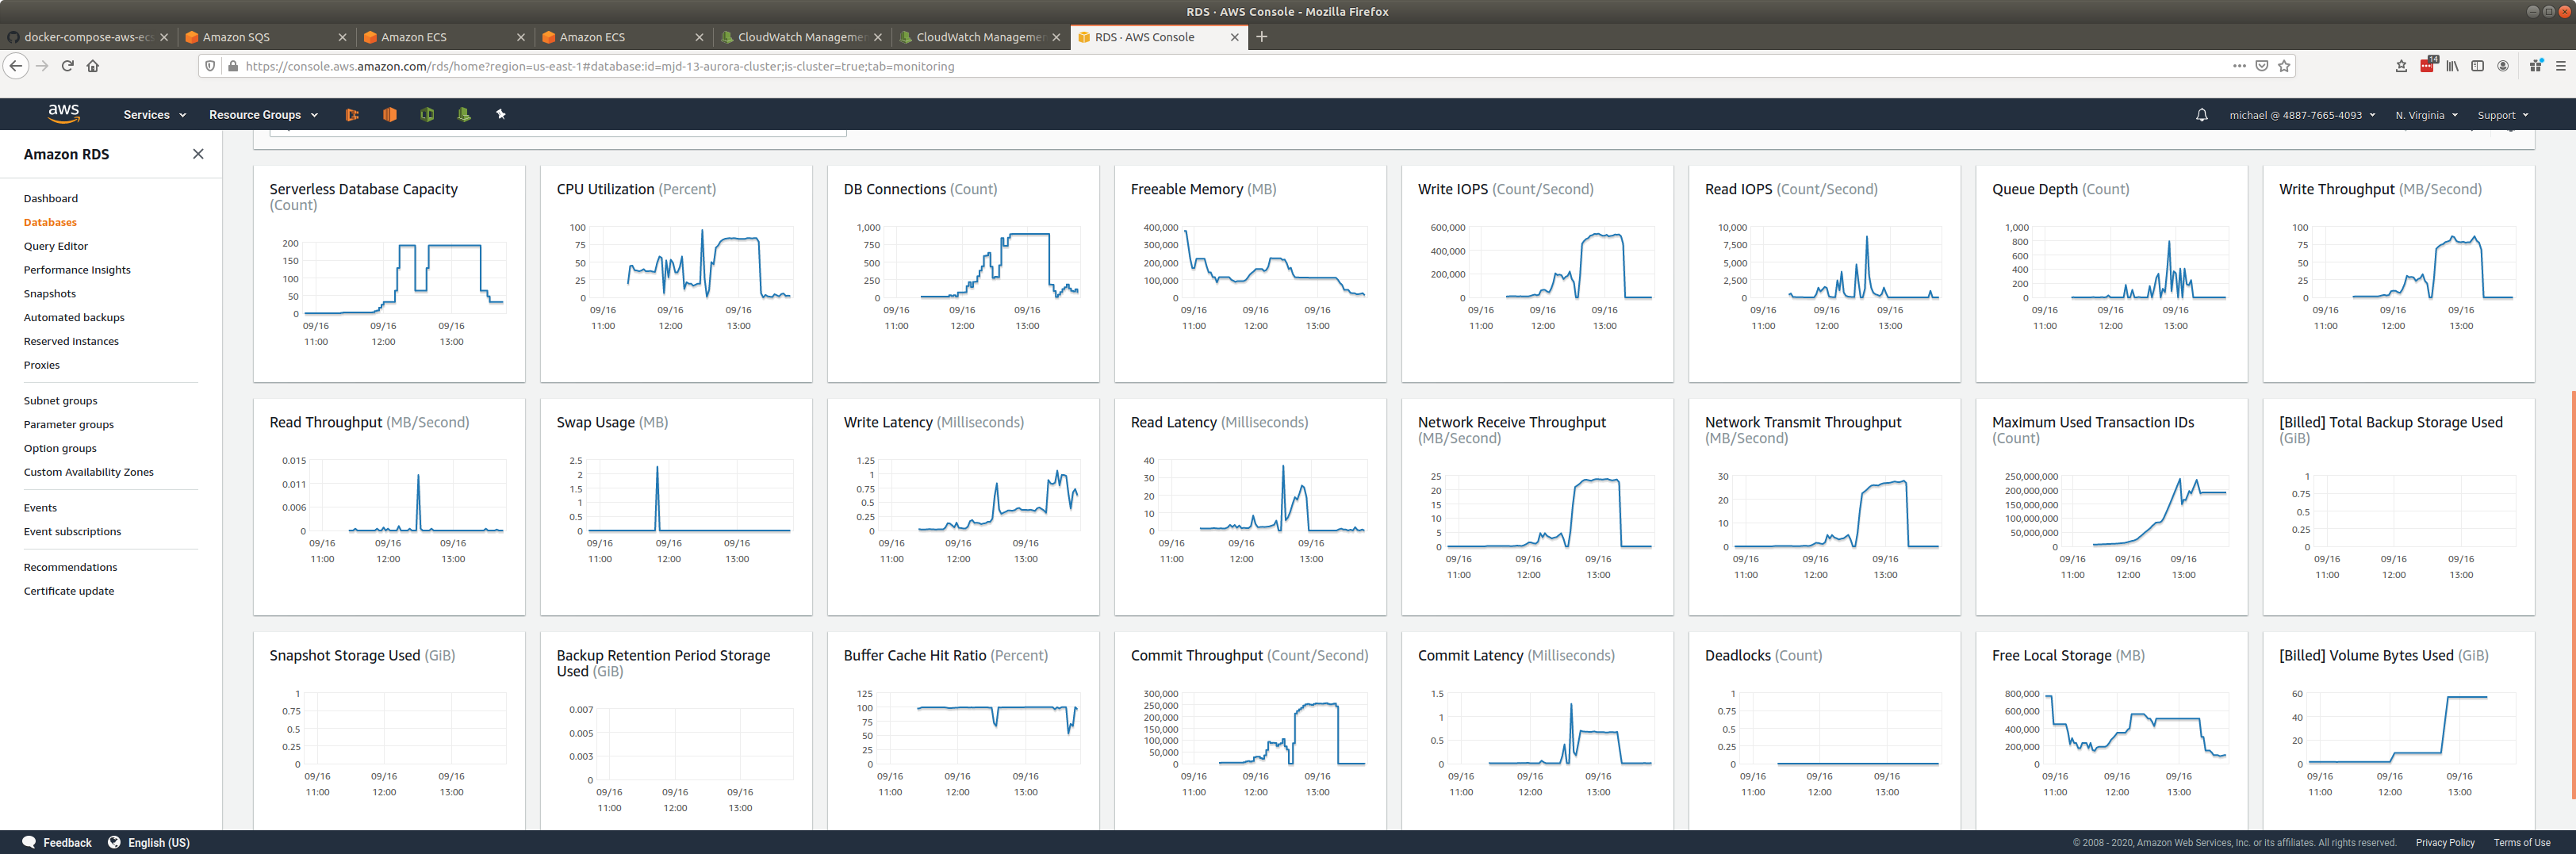 RDS · AWS Console - Mozilla Firefox
docker-compose-aws-ecs
Amazon SQS
Amazon ECS
Amazon ECS
CloudWatch Manageme
CloudWatch Manageme
RDS · AWS Console
https://console.aws.amazon.com/rds/home?region=us-east-1#database:id=mjd-13-aurora-cluster;is-cluster=true;tab=monitoring
14
aws
Services
Resource Groups
michael @ 4887-7665-4093
N. Virginia
Support
Amazon RDS
Dashboard
Databases
Query Editor
Performance Insights
Snapshots
Automated backups
Reserved instances
Proxies
Subnet groups
Parameter groups
Option groups
Custom Availability Zones
Events
Event subscriptions
Recommendations
Certificate update
Serverless Database Capacity
(Count)
200
150
100
50
0
09/16 09/16 09/16
11:00 12:00 13:00
CPU Utilization (Percent)
100
75
50
25
0
09/16 09/16 09/16
11:00 12:00 13:00
DB Connections (Count)
1,000
750
500
250
0
09/16 09/16 09/16
11:00 12:00 13:00
Freeable Memory (MB)
400,000
300,000
200,000
100,000
0
09/16 09/16 09/16
11:00 12:00 13:00
Write IOPS (Count/Second)
600,000
400,000
200,000
0
09/16 09/16 09/16
11:00 12:00 13:00
Read IOPS (Count/Second)
10,000
7,500
5,000
2,500
0
09/16 09/16 09/16
11:00 12:00 13:00
Queue Depth (Count)
1,000
800
600
400
200
0
09/16 09/16 09/16
11:00 12:00 13:00
Write Throughput (MB/Second)
100
75
50
25
0
09/16 09/16 09/16
11:00 12:00 13:00
Read Throughput (MB/Second)
0.015
0.011
0.006
0
09/16 09/16 09/16
11:00 12:00 13:00
Swap Usage (MB)
2.5
2
1.5
1
0.5
0
09/16 09/16 09/16
11:00 12:00 13:00
Write Latency (Milliseconds)
1.25
1
0.75
0.5
0.25
0
09/16 09/16 09/16
11:00 12:00 13:00
Read Latency (Milliseconds)
40
30
20
10
0
09/16 09/16 09/16
11:00 12:00 13:00
Network Receive Throughput
(MB/Second)
25
20
15
10
5
0
09/16 09/16 09/16
11:00 12:00 13:00
Network Transmit Throughput
(MB/Second)
30
20
10
0
09/16 09/16 09/16
11:00 12:00 13:00
Maximum Used Transaction IDs
(Count)
250,000,000
200,000,000
150,000,000
100,000,000
50,000,000
0
09/16 09/16 09/16
11:00 12:00 13:00
[Billed] Total Backup Storage Used
(GiB)
1
0.75
0.5
0.25
0
09/16 09/16 09/16
11:00 12:00 13:00
Snapshot Storage Used (GiB)
1
0.75
0.5
0.25
0
09/16 09/16 09/16
11:00 12:00 13:00
Backup Retention Period Storage
Used (GiB)
0.007
0.005
0.003
0
09/16 09/16 09/16
11:00 12:00 13:00
Buffer Cache Hit Ratio (Percent)
125
100
75
50
25
0
09/16 09/16 09/16
11:00 12:00 13:00
Commit Throughput (Count/Second)
300,000
250,000
200,000
150,000
100,000
50,000
0
09/16 09/16 09/16
11:00 12:00 13:00
Commit Latency (Milliseconds)
1.5
1
0.5
0
09/16 09/16 09/16
11:00 12:00 13:00
Deadlocks (Count)
1
0.75
0.5
0.25
0
09/16 09/16 09/16
11:00 12:00 13:00
Free Local Storage (MB)
800,000
600,000
400,000
200,000
0
09/16 09/16 09/16
11:00 12:00 13:00
[Billed] Volume Bytes Used (GiB)
60
40
20
0
09/16 09/16 09/16
11:00 12:00 13:00
Feedback
English (US)
© 2008 - 2020, Amazon Web Services, Inc. or its affiliates. All rights reserved.
Privacy Policy
Terms of Use